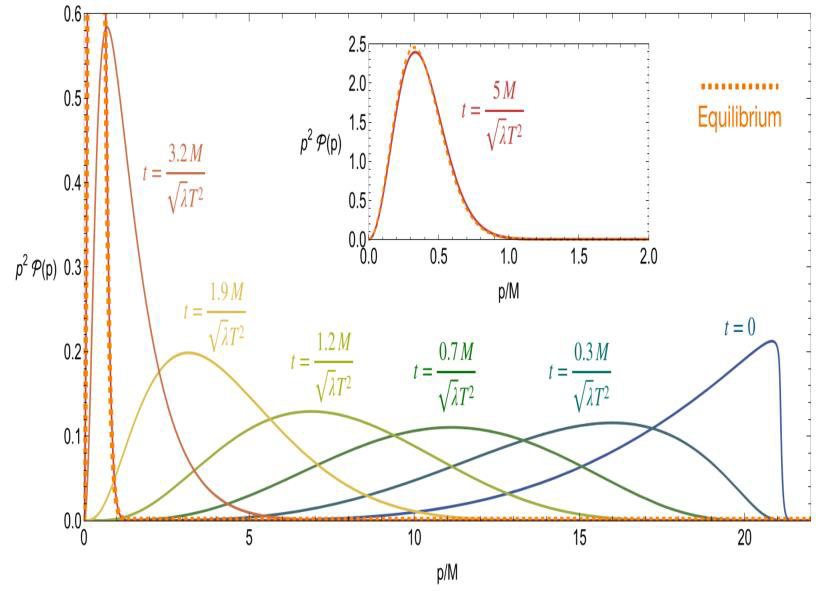 0.6
0.5
0.4
0.3
0.2
0.1
0.0
p² 𝒫(p)
0
5
10
15
20
p/M
t = 3.2 M / √λT²
t = 1.9 M / √λT²
t = 1.2 M / √λT²
t = 0.7 M / √λT²
t = 0.3 M / √λT²
t = 0
2.5
2.0
1.5
1.0
0.5
0.0
p² 𝒫(p)
t = 5 M / √λT²
0.0 0.5 1.0 1.5 2.0
p/M
Equilibrium